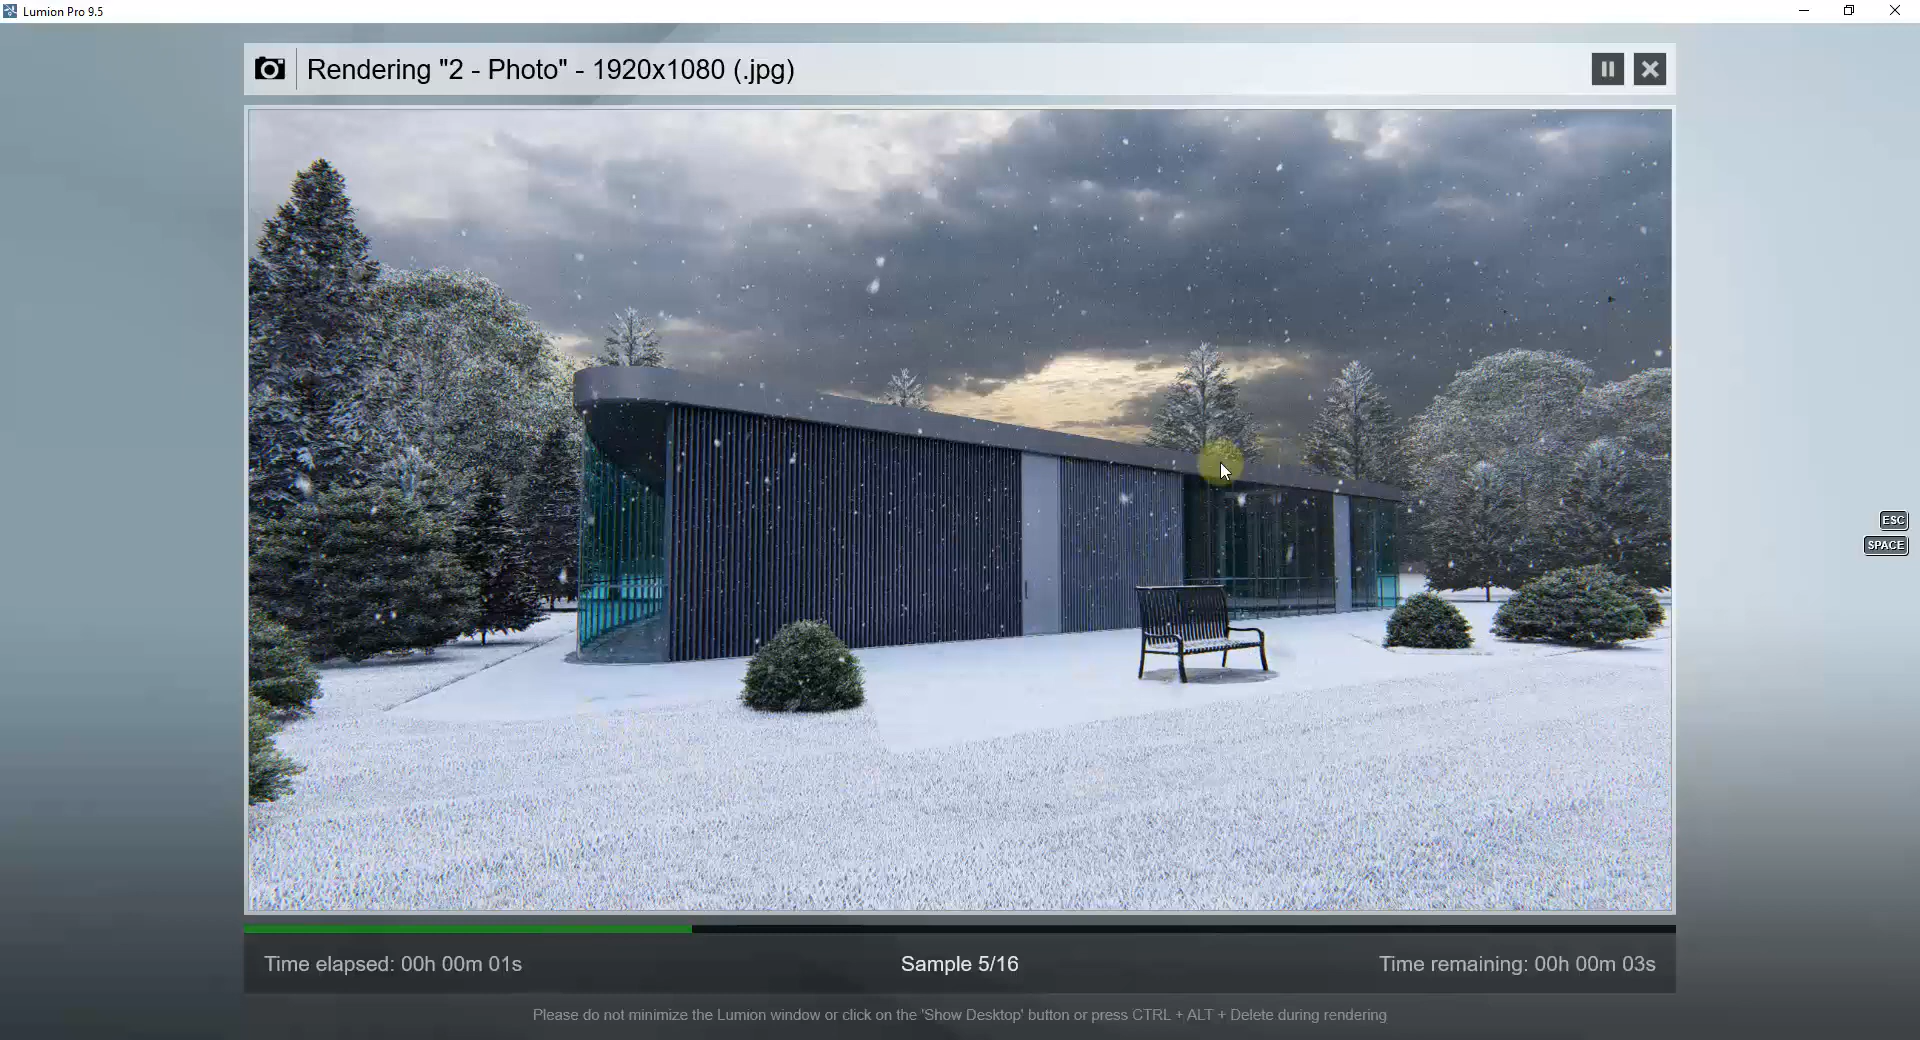 Lumion Pro 9.5
Rendering "2 - Photo" - 1920x1080 (.jpg)
ESC
SPACE
Time elapsed: 00h 00m 01s
Sample 5/16
Time remaining: 00h 00m 03s
Please do not minimize the Lumion window or click on the 'Show Desktop' button or press CTRL + ALT + Delete during rendering